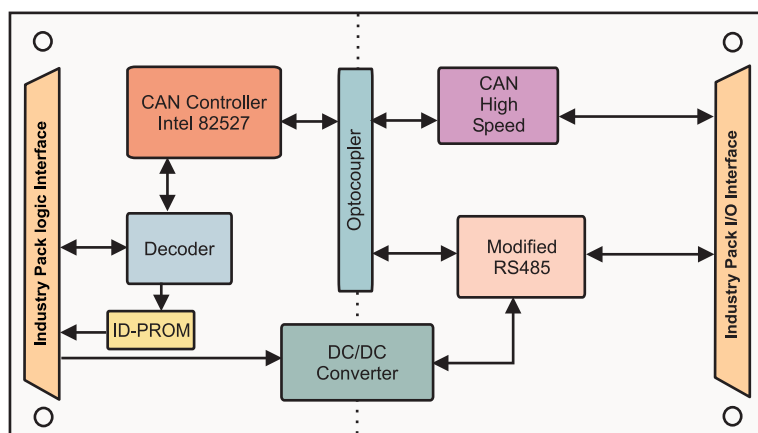 Industry Pack logic Interface
CAN Controller
Intel 82527
Decoder
ID-PROM
Optocoupler
CAN
High
Speed
Modified
RS485
DC/DC
Converter
Industry Pack I/O Interface